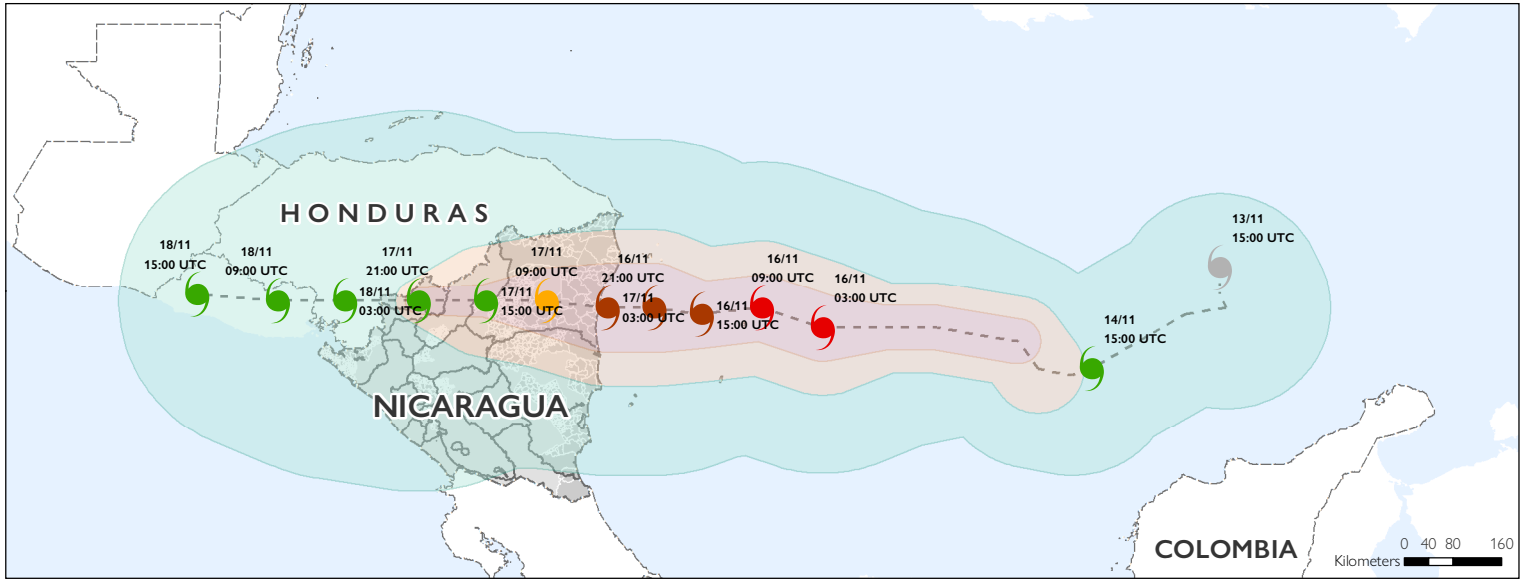 13/11
15:00 UTC
HONDURAS
18/11
15:00 UTC
18/11
09:00 UTC
17/11
21:00 UTC
17/11
09:00 UTC
16/11
21:00 UTC
16/11
09:00 UTC
16/11
03:00 UTC
18/11
03:00 UTC
17/11
15:00 UTC
17/11
03:00 UTC
16/11
15:00 UTC
14/11
15:00 UTC
NICARAGUA
COLOMBIA
0 40 80 160
Kilometers